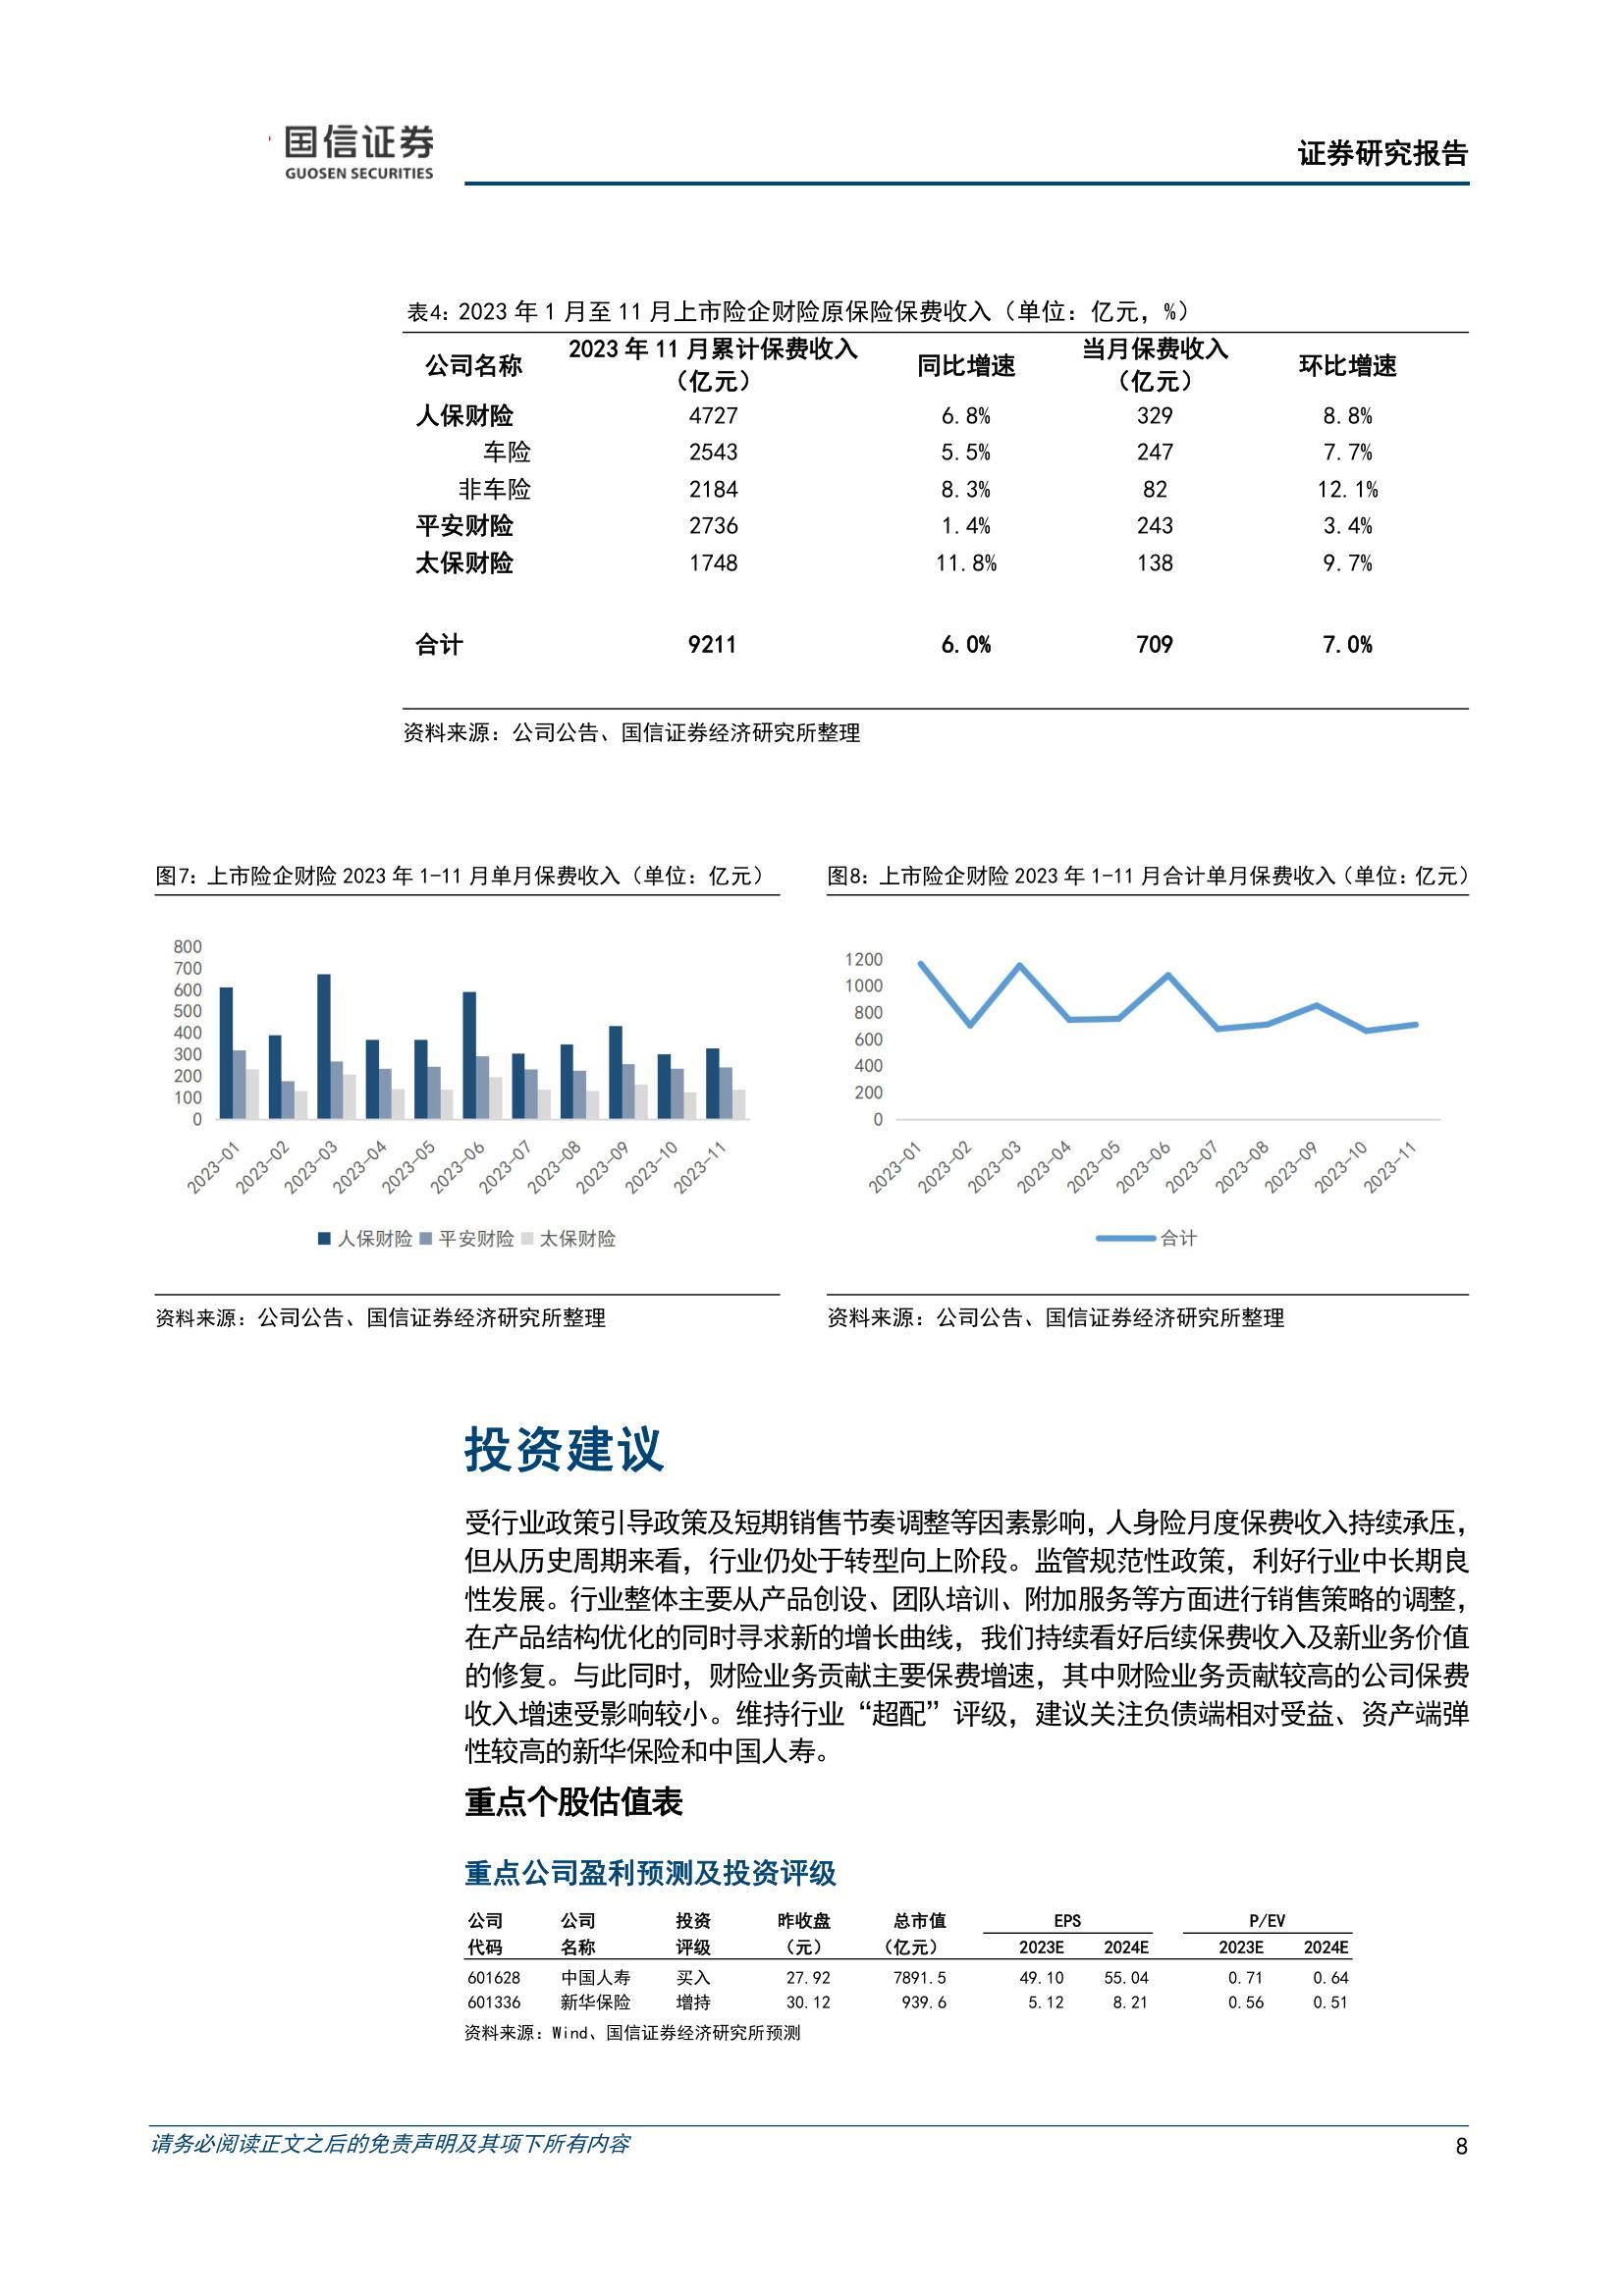 国信证券
GUOSEN SECURITIES
证券研究报告
表4: 2023 年 1 月至 11 月上市险企财险原保险保费收入（单位：亿元，%）
公司名称 2023 年 11 月累计保费收入（亿元） 同比增速 当月保费收入（亿元） 环比增速
人保财险 4727 6.8% 329 8.8%
车险 2543 5.5% 247 7.7%
非车险 2184 8.3% 82 12.1%
平安财险 2736 1.4% 243 3.4%
太保财险 1748 11.8% 138 9.7%
合计 9211 6.0% 709 7.0%
资料来源：公司公告、国信证券经济研究所整理
图7: 上市险企财险 2023 年 1-11 月单月保费收入（单位：亿元）
800
700
600
500
400
300
200
100
0
2023-01 2023-02 2023-03 2023-04 2023-05 2023-06 2023-07 2023-08 2023-09 2023-10 2023-11
人保财险 平安财险 太保财险
资料来源：公司公告、国信证券经济研究所整理
图8: 上市险企财险 2023 年 1-11 月合计单月保费收入（单位：亿元）
1200
1000
800
600
400
200
0
2023-01 2023-02 2023-03 2023-04 2023-05 2023-06 2023-07 2023-08 2023-09 2023-10 2023-11
合计
资料来源：公司公告、国信证券经济研究所整理
投资建议
受行业政策引导政策及短期销售节奏调整等因素影响，人身险月度保费收入持续承压，
但从历史周期来看，行业仍处于转型向上阶段。监管规范性政策，利好行业中长期良
性发展。行业整体主要从产品创设、团队培训、附加服务等方面进行销售策略的调整，
在产品结构优化的同时寻求新的增长曲线，我们持续看好后续保费收入及新业务价值
的修复。与此同时，财险业务贡献主要保费增速，其中财险业务贡献较高的公司保费
收入增速受影响较小。维持行业“超配”评级，建议关注负债端相对受益、资产端弹
性较高的新华保险和中国人寿。
重点个股估值表
重点公司盈利预测及投资评级
公司 公司 投资 昨收盘 总市值 EPS P/EV
代码 名称 评级 （元） （亿元） 2023E 2024E 2023E 2024E
601628 中国人寿 买入 27.92 7891.5 49.10 55.04 0.71 0.64
601336 新华保险 增持 30.12 939.6 5.12 8.21 0.56 0.51
资料来源：Wind、国信证券经济研究所预测
请务必阅读正文之后的免责声明及其项下所有内容
8